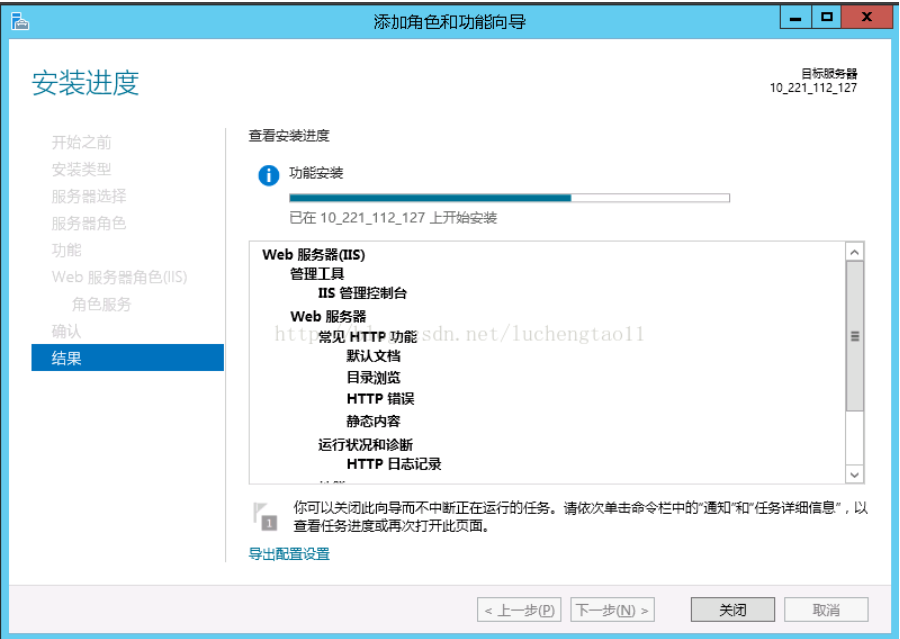 添加角色和功能向导
安装进度
目标服务器
10_221_112_127
开始之前
安装类型
服务器选择
服务器角色
功能
Web 服务器角色(IIS)
角色服务
确认
结果
查看安装进度
功能安装
已在 10_221_112_127 上开始安装
Web 服务器(IIS)
管理工具
IIS 管理控制台
Web 服务器
常见 HTTP 功能
默认文档
目录浏览
HTTP 错误
静态内容
运行状况和诊断
HTTP 日志记录
1
你可以关闭此向导而不中断正在运行的任务。请依次单击命令栏中的"通知"和"任务详细信息"，以
查看任务进度或再次打开此页面。
导出配置设置
< 上一步(P)
下一步(N) >
关闭
取消